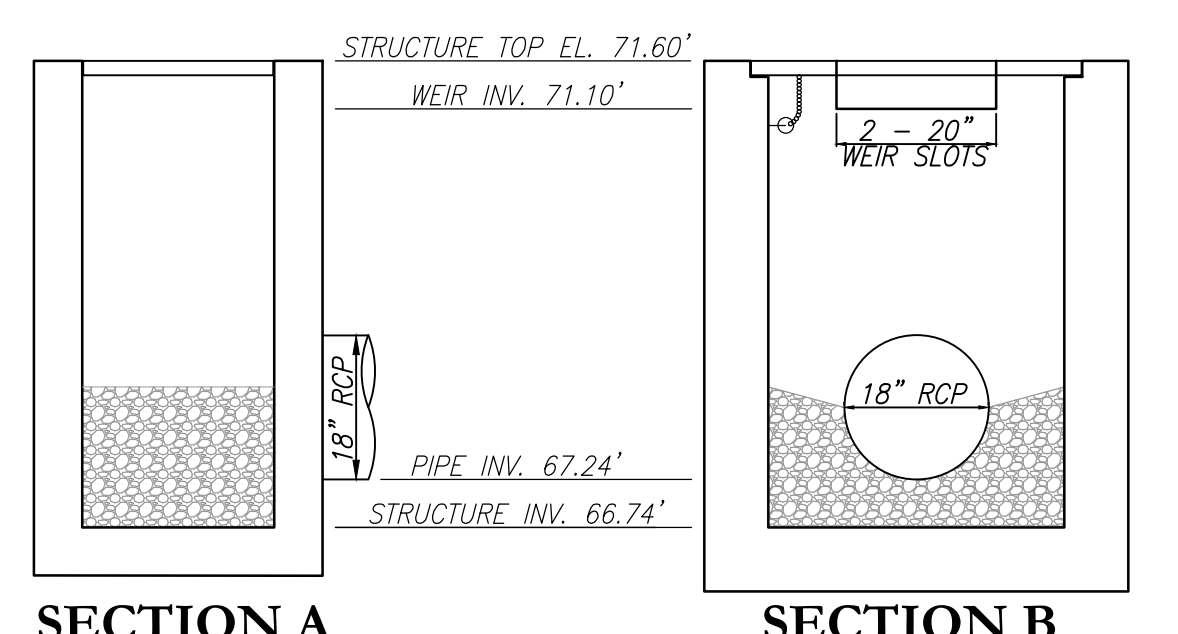 STRUCTURE TOP EL. 71.60'
WEIR INV. 71.10'
2 - 20"
WEIR SLOTS
18" RCP
18" RCP
PIPE INV. 67.24'
STRUCTURE INV. 66.74'
SECTION A
SECTION B